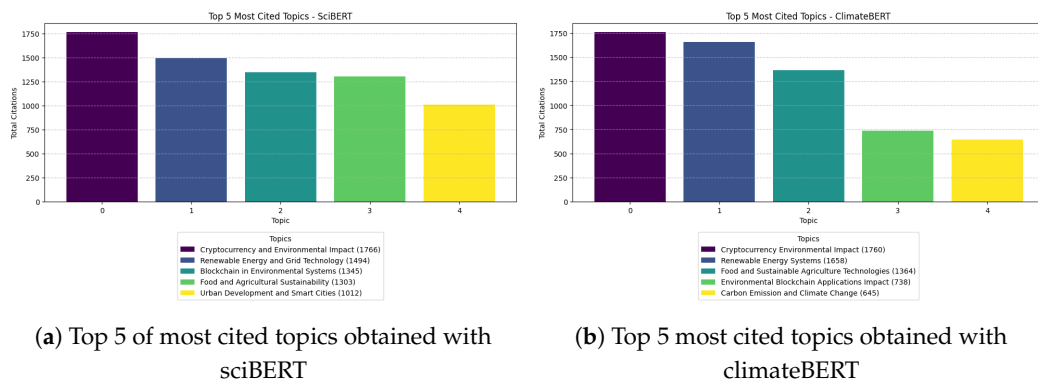 Top 5 Most Cited Topics - SciBERT
1750
1500
1250
1000
750
500
250
0
Total Citations
0 1 2 3 4
Topic
Topics
Cryptocurrency and Environmental Impact (1766)
Renewable Energy and Grid Technology (1494)
Blockchain in Environmental Systems (1345)
Food and Agricultural Sustainability (1303)
Urban Development and Smart Cities (1012)
(a) Top 5 of most cited topics obtained with
sciBERT
Top 5 Most Cited Topics - ClimateBERT
1750
1500
1250
1000
750
500
250
0
Total Citations
0 1 2 3 4
Topic
Topics
Cryptocurrency Environmental Impact (1760)
Renewable Energy Systems (1658)
Food and Sustainable Agriculture Technologies (1364)
Environmental Blockchain Applications Impact (738)
Carbon Emission and Climate Change (645)
(b) Top 5 most cited topics obtained with
climateBERT